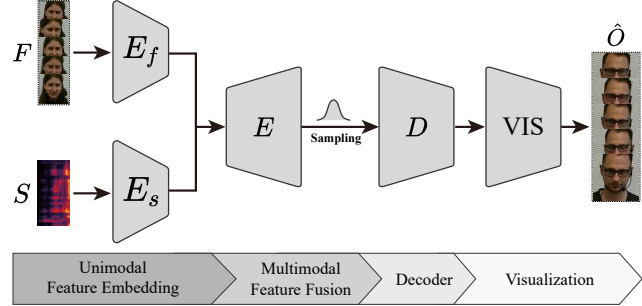 F
E_f
S
E_s
E
Sampling
D
VIS
Ô
Unimodal
Feature Embedding
Multimodal
Feature Fusion
Decoder
Visualization